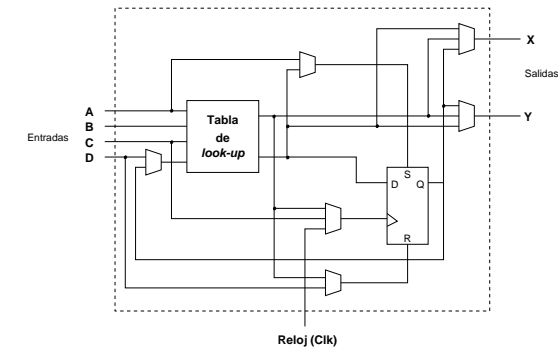 X
Salidas
A
B
Entradas
C
D
Tabla
de
look-up
Y
S
D Q
R
Reloj (Clk)